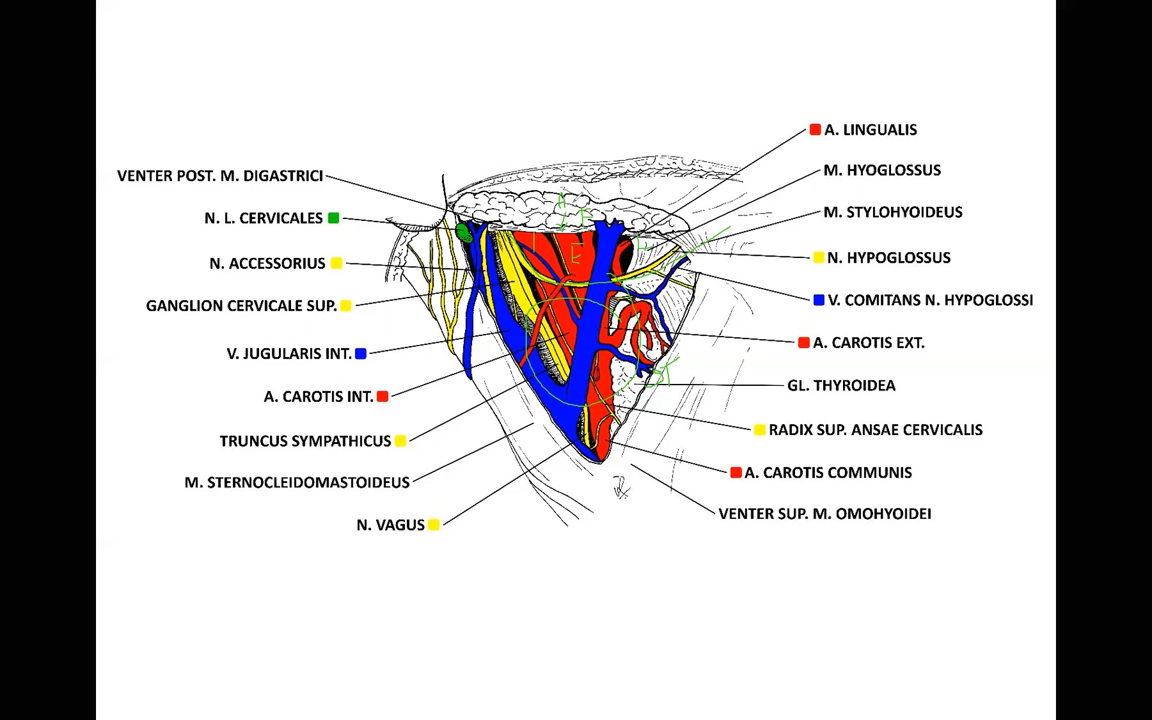 VENTER POST. M. DIGASTRICI
N. L. CERVICALES
N. ACCESSORIUS
GANGLION CERVICALE SUP.
V. JUGULARIS INT.
A. CAROTIS INT.
TRUNCUS SYMPATHICUS
M. STERNOCLEIDOMASTOIDEUS
N. VAGUS
A. LINGUALIS
M. HYOGLOSSUS
M. STYLOHYOIDEUS
N. HYPOGLOSSUS
V. COMITANS N. HYPOGLOSSI
A. CAROTIS EXT.
GL. THYROIDEA
RADIX SUP. ANSAE CERVICALIS
A. CAROTIS COMMUNIS
VENTER SUP. M. OMOHYOIDEI